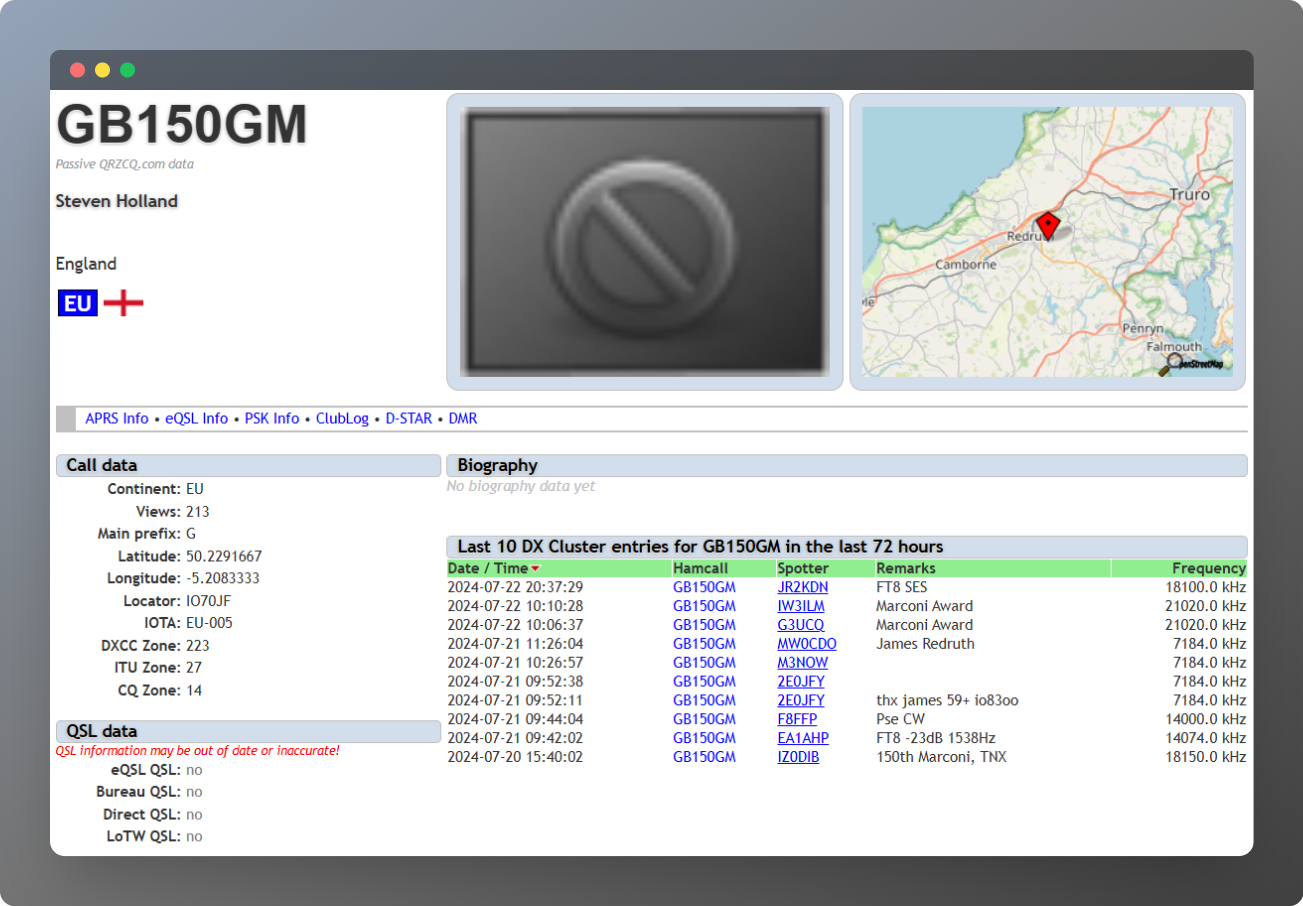 GB150GM
Passive QRZCQ.com data
Steven Holland
England
EU
Truro
Redruth
Camborne
Penryn
Falmouth
OpenStreetMap
APRS Info • eQSL Info • PSK Info • ClubLog • D-STAR • DMR
Call data
Continent: EU
Views: 213
Main prefix: G
Latitude: 50.2291667
Longitude: -5.2083333
Locator: IO70JF
IOTA: EU-005
DXCC Zone: 223
ITU Zone: 27
CQ Zone: 14
QSL data
QSL information may be out of date or inaccurate!
eQSL QSL: no
Bureau QSL: no
Direct QSL: no
LoTW QSL: no
Biography
No biography data yet
Last 10 DX Cluster entries for GB150GM in the last 72 hours
Date / Time Hamcall Spotter Remarks Frequency
2024-07-22 20:37:29 GB150GM JR2KDN FT8 SES 18100.0 kHz
2024-07-22 10:10:28 GB150GM IW3ILM Marconi Award 21020.0 kHz
2024-07-22 10:06:37 GB150GM G3UCQ Marconi Award 21020.0 kHz
2024-07-21 11:26:04 GB150GM MW0CDO James Redruth 7184.0 kHz
2024-07-21 10:26:57 GB150GM M3NOW 7184.0 kHz
2024-07-21 09:52:38 GB150GM 2E0JFY 7184.0 kHz
2024-07-21 09:52:11 GB150GM 2E0JFY thx james 59+ io83oo 7184.0 kHz
2024-07-21 09:44:04 GB150GM F8FFP Pse CW 14000.0 kHz
2024-07-21 09:42:02 GB150GM EA1AHP FT8 -23dB 1538Hz 14074.0 kHz
2024-07-20 15:40:02 GB150GM IZ0DIB 150th Marconi, TNX 18150.0 kHz